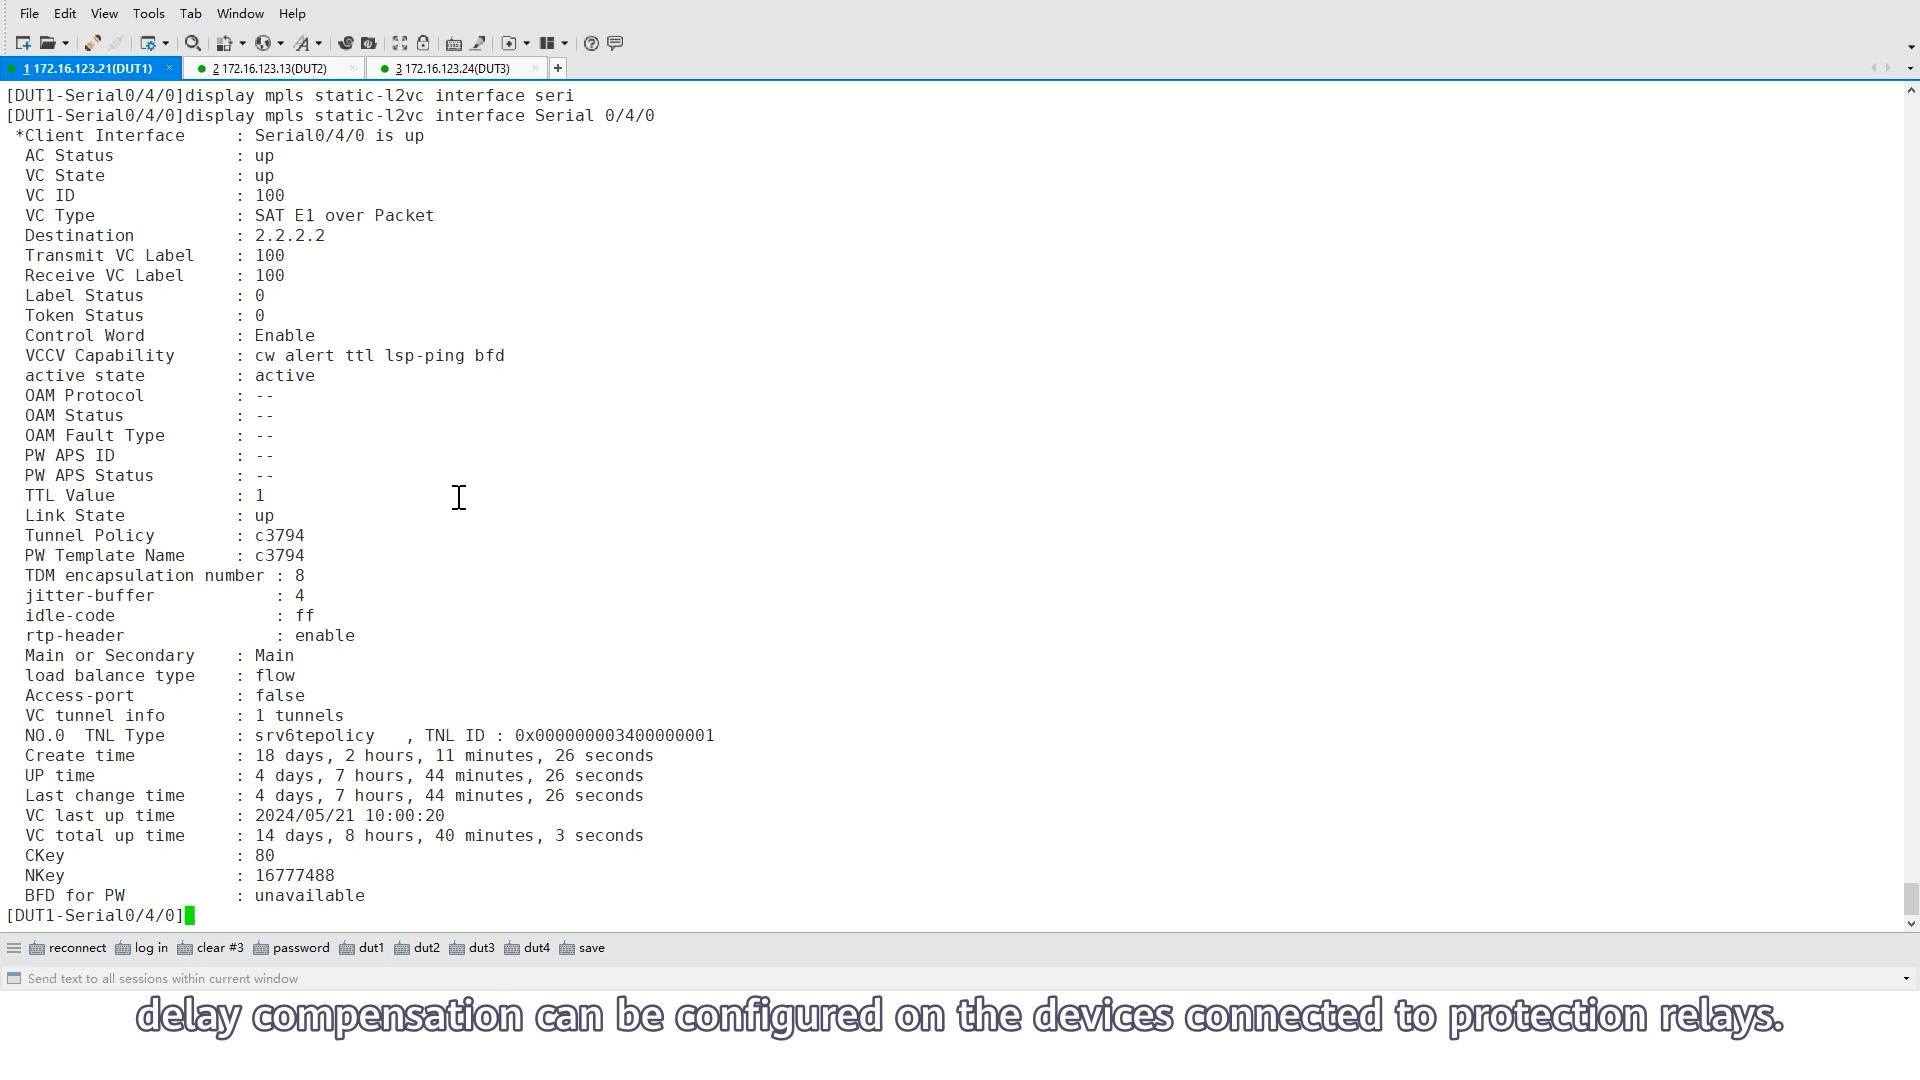 File Edit View Tools Tab Window Help
1 172.16.123.21(DUT1) × 2 172.16.123.13(DUT2) × 3 172.16.123.24(DUT3) × +
[DUT1-Serial0/4/0]display mpls static-l2vc interface seri
[DUT1-Serial0/4/0]display mpls static-l2vc interface Serial 0/4/0
*Client Interface : Serial0/4/0 is up
AC Status : up
VC State : up
VC ID : 100
VC Type : SAT E1 over Packet
Destination : 2.2.2.2
Transmit VC Label : 100
Receive VC Label : 100
Label Status : 0
Token Status : 0
Control Word : Enable
VCCV Capability : cw alert ttl lsp-ping bfd
active state : active
OAM Protocol : --
OAM Status : --
OAM Fault Type : --
PW APS ID : --
PW APS Status : --
TTL Value : 1
Link State : up
Tunnel Policy : c3794
PW Template Name : c3794
TDM encapsulation number : 8
jitter-buffer : 4
idle-code : ff
rtp-header : enable
Main or Secondary : Main
load balance type : flow
Access-port : false
VC tunnel info : 1 tunnels
NO.0 TNL Type : srv6tepolicy , TNL ID : 0x000000003400000001
Create time : 18 days, 2 hours, 11 minutes, 26 seconds
UP time : 4 days, 7 hours, 44 minutes, 26 seconds
Last change time : 4 days, 7 hours, 44 minutes, 26 seconds
VC last up time : 2024/05/21 10:00:20
VC total up time : 14 days, 8 hours, 40 minutes, 3 seconds
CKey : 80
NKey : 16777488
BFD for PW : unavailable
[DUT1-Serial0/4/0]
reconnect log in clear #3 password dut1 dut2 dut3 dut4 save
Send text to all sessions within current window
delay compensation can be configured on the devices connected to protection relays.